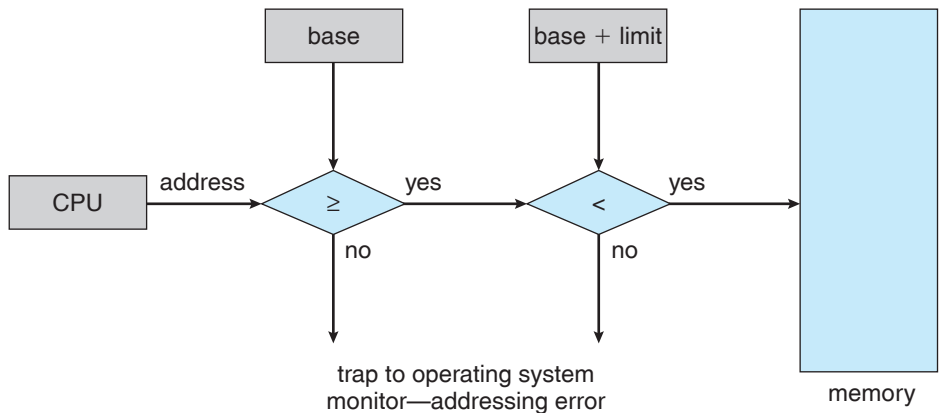 base
base + limit
CPU
address
≥
yes
<
yes
no
no
trap to operating system
monitor—addressing error
memory